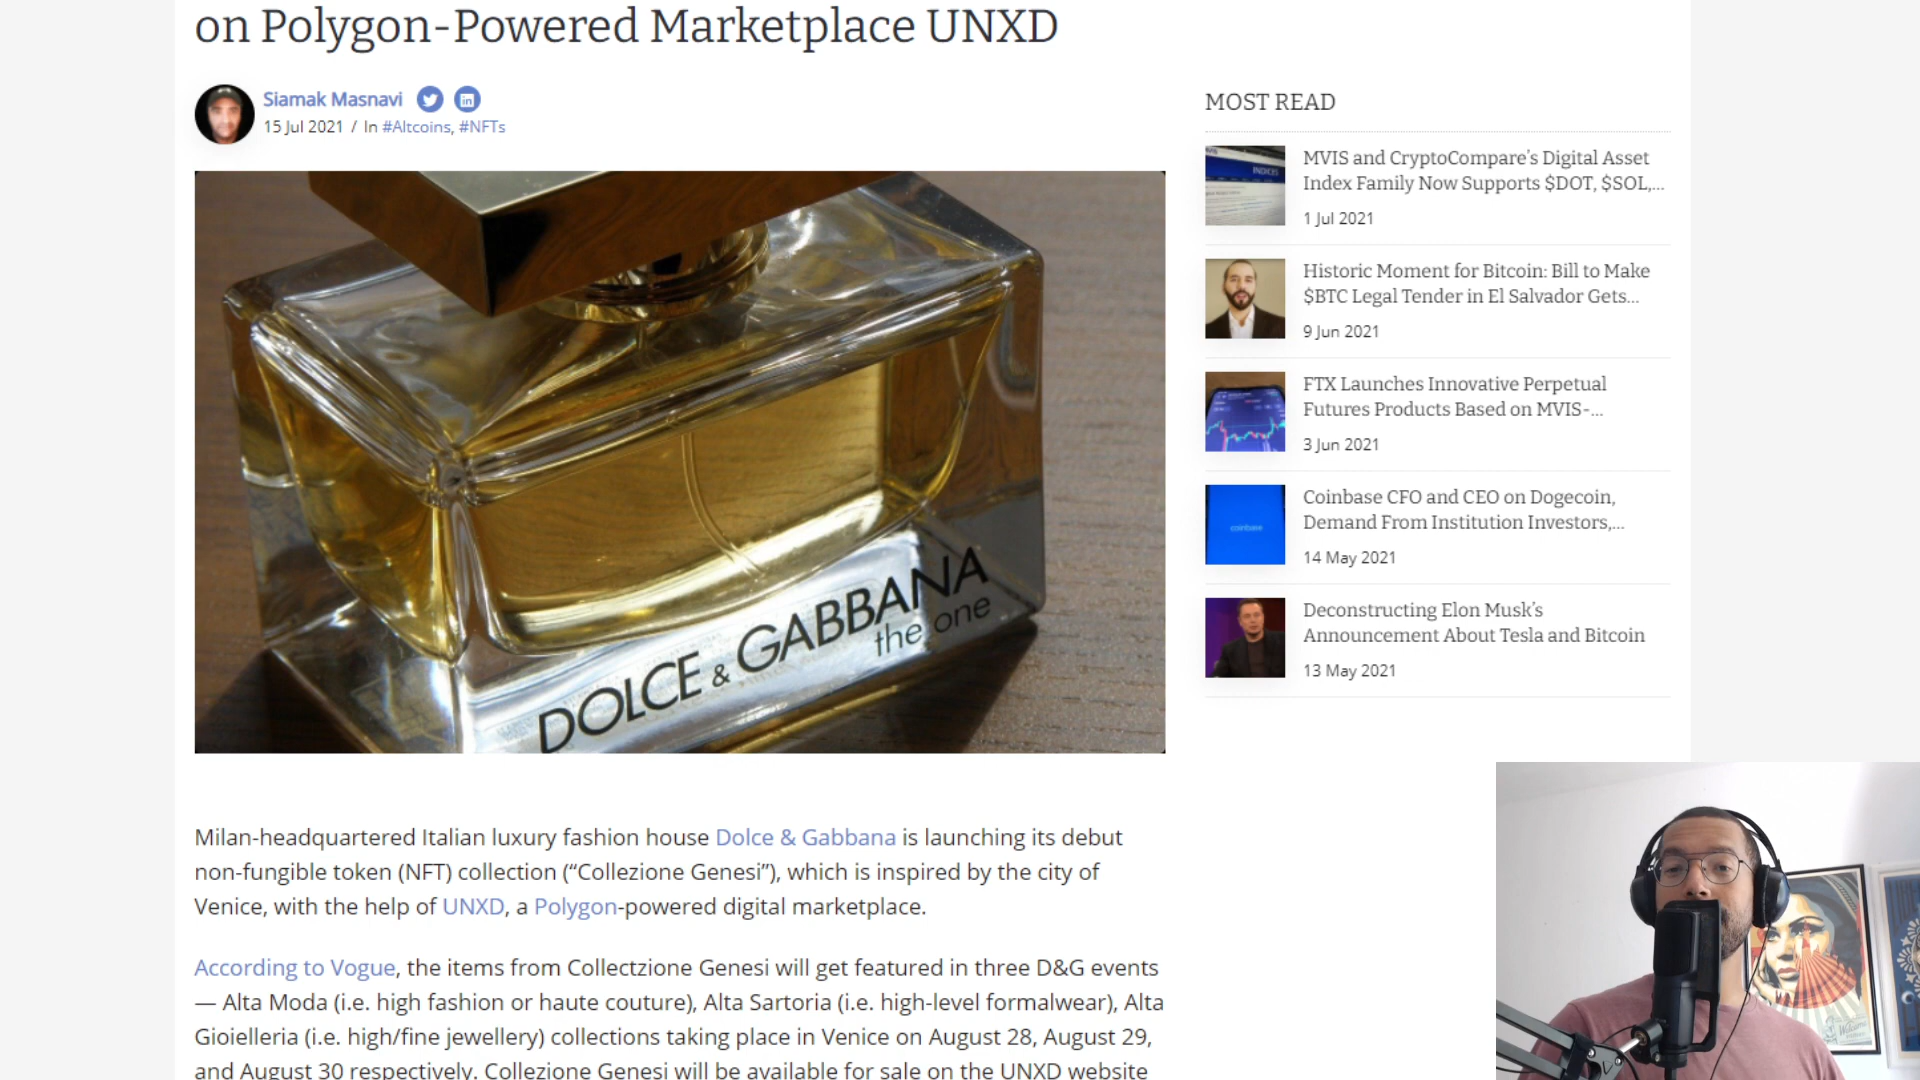 on Polygon-Powered Marketplace UNXD
Siamak Masnavi
15 Jul 2021 / In #Altcoins, #NFTs
DOLCE & GABBANA
the one
Milan-headquartered Italian luxury fashion house Dolce & Gabbana is launching its debut
non-fungible token (NFT) collection (“Collezione Genesi”), which is inspired by the city of
Venice, with the help of UNXD, a Polygon-powered digital marketplace.
According to Vogue, the items from Collectzione Genesi will get featured in three D&G events
— Alta Moda (i.e. high fashion or haute couture), Alta Sartoria (i.e. high-level formalwear), Alta
Gioielleria (i.e. high/fine jewellery) collections taking place in Venice on August 28, August 29,
and August 30 respectively. Collezione Genesi will be available for sale on the UNXD website
MOST READ
INDICES
MVIS and CryptoCompare’s Digital Asset
Index Family Now Supports $DOT, $SOL,...
1 Jul 2021
Historic Moment for Bitcoin: Bill to Make
$BTC Legal Tender in El Salvador Gets...
9 Jun 2021
FTX Launches Innovative Perpetual
Futures Products Based on MVIS-...
3 Jun 2021
coinbase
Coinbase CFO and CEO on Dogecoin,
Demand From Institution Investors,...
14 May 2021
Deconstructing Elon Musk’s
Announcement About Tesla and Bitcoin
13 May 2021